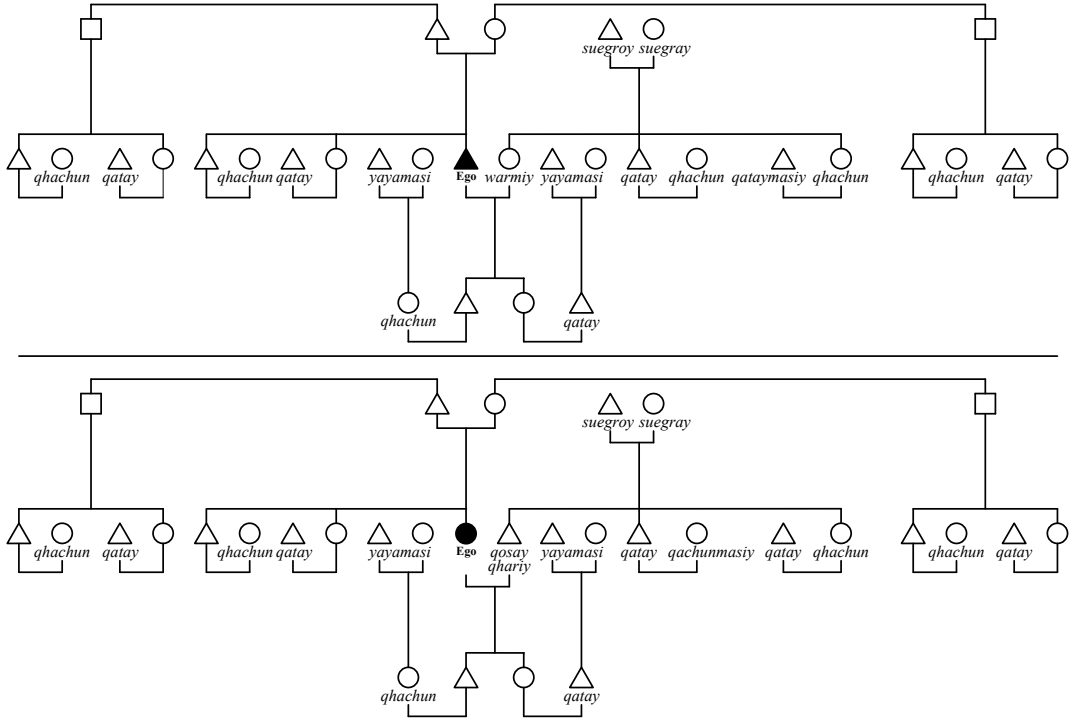 suegroy suegray
qhachun qatay qhachun qatay yayamasi Ego warmiy yayamasi qatay qhachun qataymasiy qhachun qhachun qatay
qhachun qatay
suegroy suegray
qhachun qatay qachun qatay yayamasi Ego qosay yayamasi qatay qachunmasiy qatay qhachun qhachun qatay
qhariy
qhachun qatay